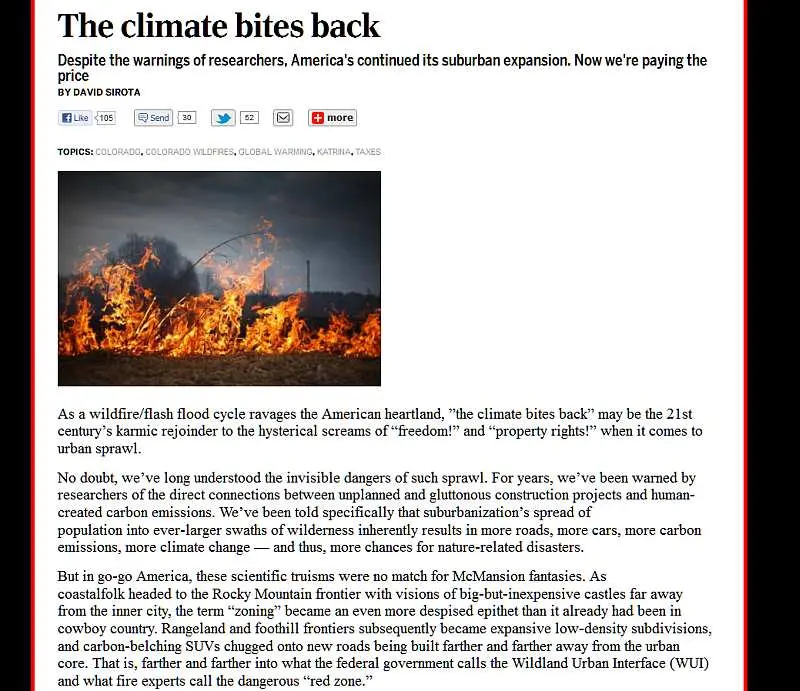 The climate bites back
Despite the warnings of researchers, America's continued its suburban expansion. Now we're paying the
price
BY DAVID SIROTA
Like 105 Send 30 52 more
TOPICS: COLORADO, COLORADO WILDFIRES, GLOBAL WARMING, KATRINA, TAXES
As a wildfire/flash flood cycle ravages the American heartland, ”the climate bites back” may be the 21st
century’s karmic rejoinder to the hysterical screams of “freedom!” and “property rights!” when it comes to
urban sprawl.
No doubt, we’ve long understood the invisible dangers of such sprawl. For years, we’ve been warned by
researchers of the direct connections between unplanned and gluttonous construction projects and human-
created carbon emissions. We’ve been told specifically that suburbanization’s spread of
population into ever-larger swaths of wilderness inherently results in more roads, more cars, more carbon
emissions, more climate change — and thus, more chances for nature-related disasters.
But in go-go America, these scientific truisms were no match for McMansion fantasies. As
coastalfolk headed to the Rocky Mountain frontier with visions of big-but-inexpensive castles far away
from the inner city, the term “zoning” became an even more despised epithet than it already had been in
cowboy country. Rangeland and foothill frontiers subsequently became expansive low-density subdivisions,
and carbon-belching SUVs chugged onto new roads being built farther and farther away from the urban
core. That is, farther and farther into what the federal government calls the Wildland Urban Interface (WUI)
and what fire experts call the dangerous “red zone.”